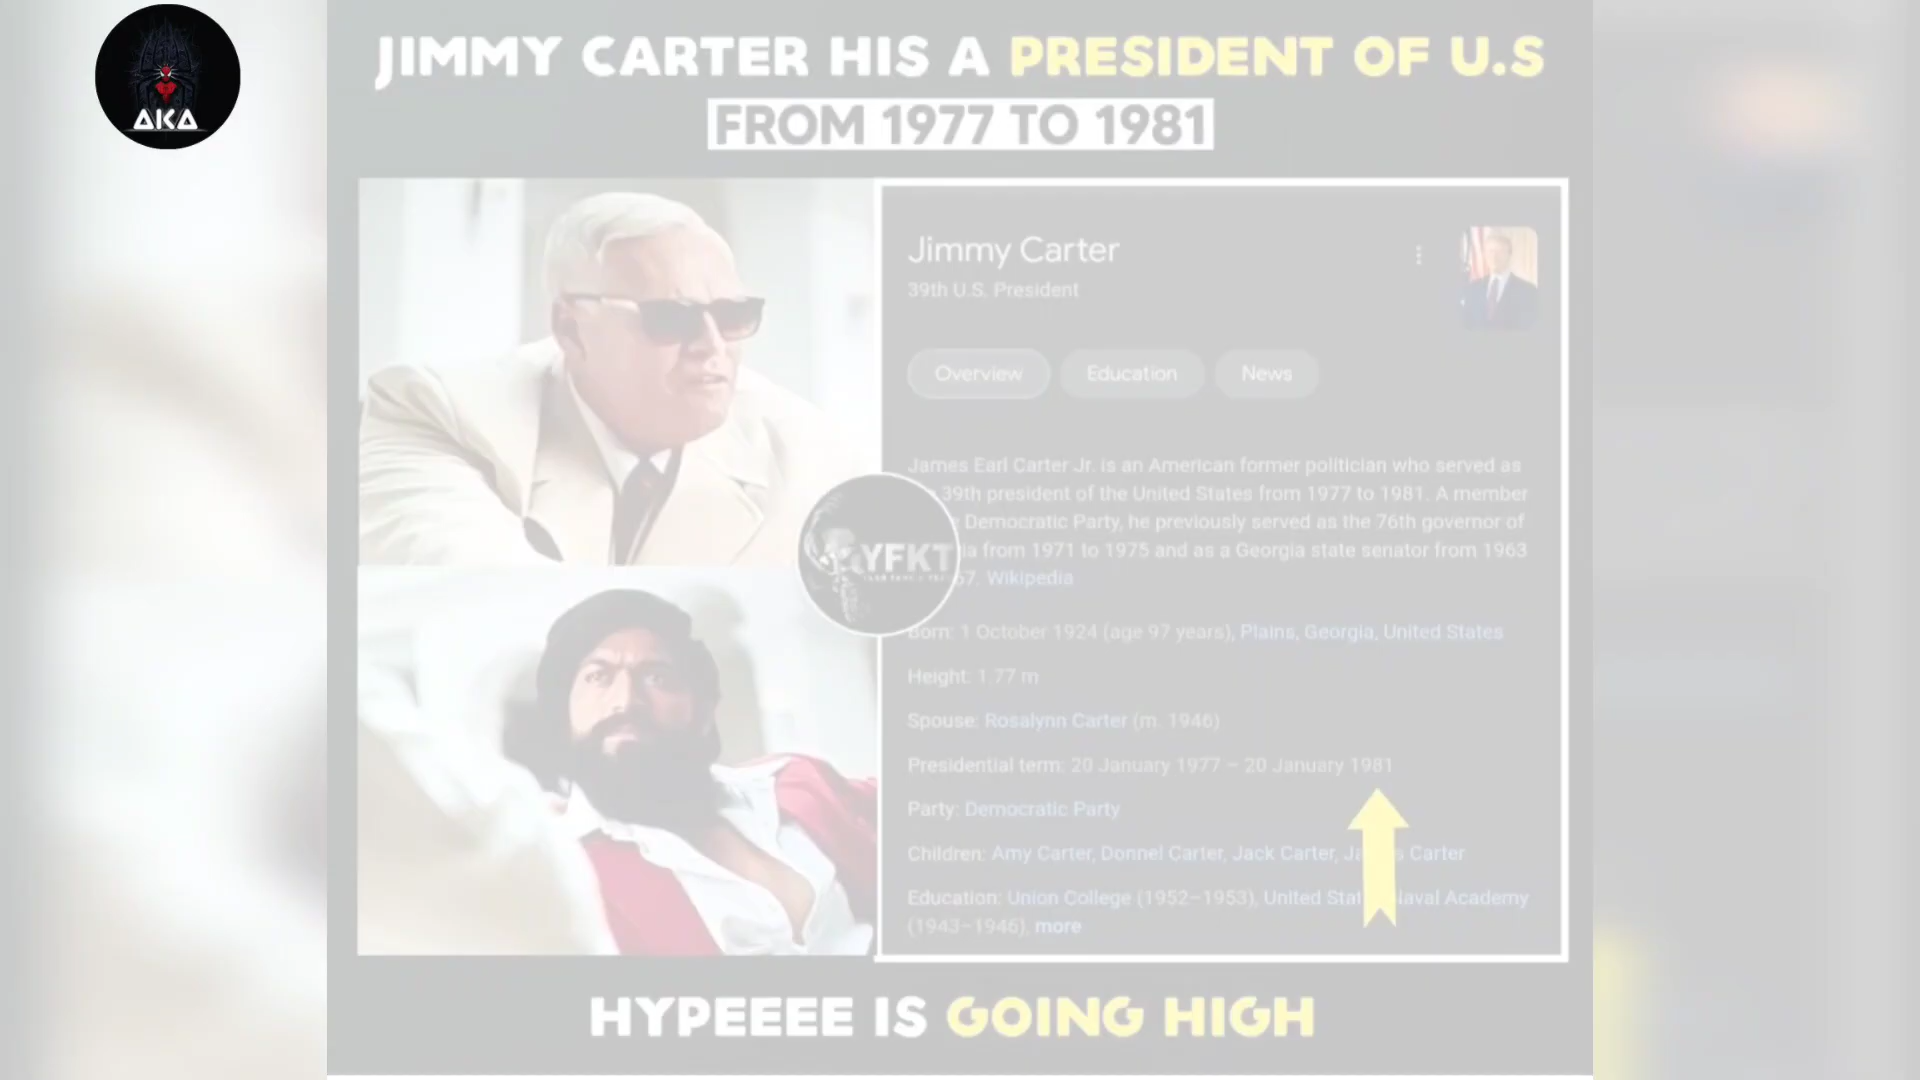 AKA
JIMMY CARTER HIS A PRESIDENT OF U.S
FROM 1977 TO 1981
Jimmy Carter
39th U.S. President
Overview
Education
News
James Earl Carter Jr. is an American former politician who served as
39th president of the United States from 1977 to 1981. A member
Democratic Party, he previously served as the 76th governor of
from 1971 to 1975 and as a Georgia state senator from 1963
Wikipedia
YFKT
Born: 1 October 1924 (age 97 years), Plains, Georgia, United States
Height: 1.77 m
Spouse: Rosalynn Carter (m. 1946)
Presidential term: 20 January 1977 – 20 January 1981
Party: Democratic Party
Children: Amy Carter, Donnel Carter, Jack Carter, Carter
Education: Union College (1952–1953), United Academy
(1943–1946), more
HYPEEEE IS GOING HIGH